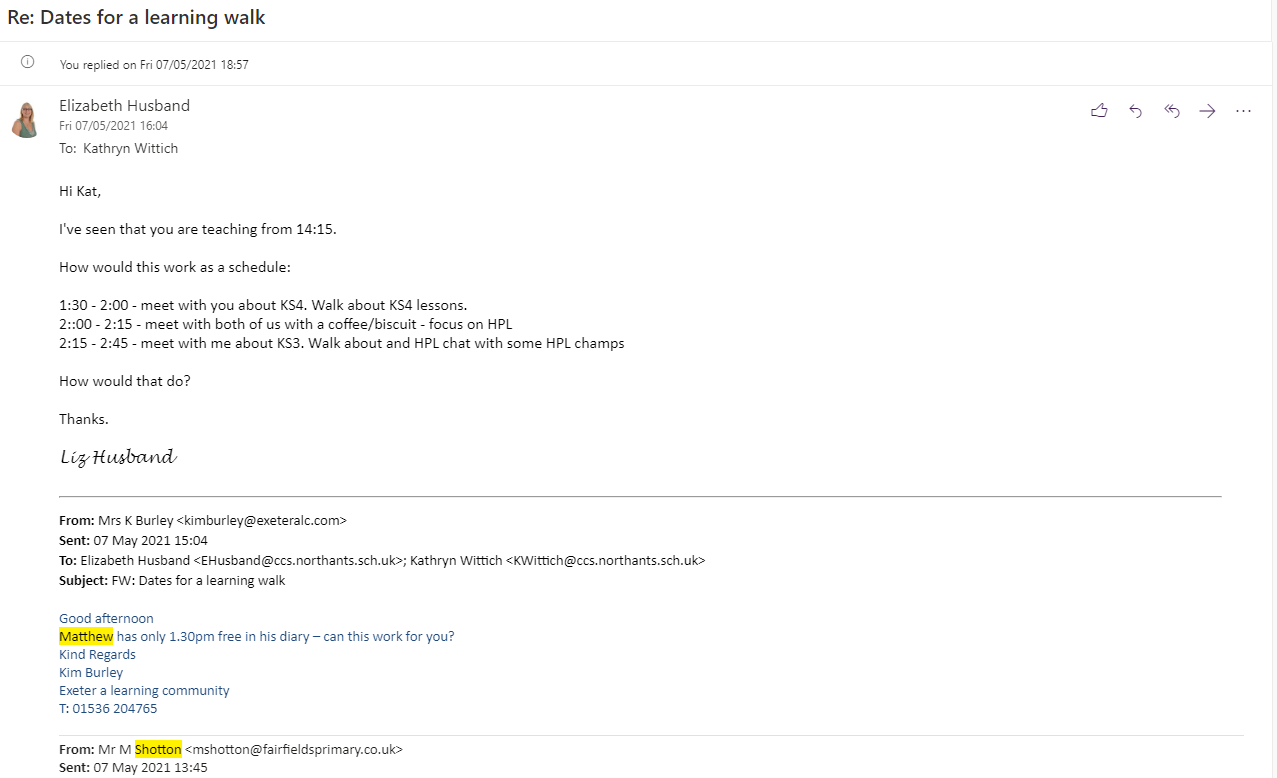 Re: Dates for a learning walk
You replied on Fri 07/05/2021 18:57
Elizabeth Husband
Fri 07/05/2021 16:04
To: Kathryn Wittich
Hi Kat,
I've seen that you are teaching from 14:15.
How would this work as a schedule:
1:30 - 2:00 - meet with you about KS4. Walk about KS4 lessons.
2::00 - 2:15 - meet with both of us with a coffee/biscuit - focus on HPL
2:15 - 2:45 - meet with me about KS3. Walk about and HPL chat with some HPL champs
How would that do?
Thanks.
Liz Husband
From: Mrs K Burley <kimburley@exeteralc.com>
Sent: 07 May 2021 15:04
To: Elizabeth Husband <EHusband@ccs.northants.sch.uk>; Kathryn Wittich <KWittich@ccs.northants.sch.uk>
Subject: FW: Dates for a learning walk
Good afternoon
Matthew has only 1.30pm free in his diary – can this work for you?
Kind Regards
Kim Burley
Exeter a learning community
T: 01536 204765
From: Mr M Shotton <mshotton@fairfieldsprimary.co.uk>
Sent: 07 May 2021 13:45